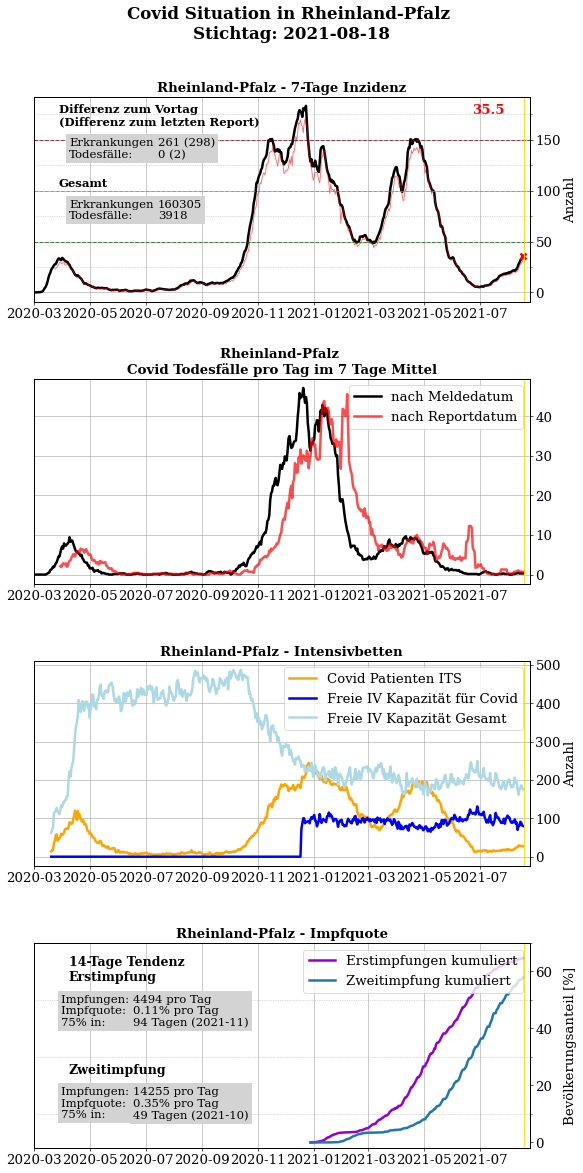 Covid Situation in Rheinland-Pfalz
Stichtag: 2021-08-18
Rheinland-Pfalz - 7-Tage Inzidenz
Differenz zum Vortag
(Differenz zum letzten Report)
35.5
Erkrankungen 261 (298)
Todesfälle: 0 (2)
Gesamt
Erkrankungen 160305
Todesfälle: 3918
150
100
50
0
Anzahl
2020-03 2020-05 2020-07 2020-09 2020-11 2021-01 2021-03 2021-05 2021-07
Rheinland-Pfalz
Covid Todesfälle pro Tag im 7 Tage Mittel
nach Meldedatum
nach Reportdatum
40
30
20
10
0
2020-03 2020-05 2020-07 2020-09 2020-11 2021-01 2021-03 2021-05 2021-07
Rheinland-Pfalz - Intensivbetten
Covid Patienten ITS
Freie IV Kapazität für Covid
Freie IV Kapazität Gesamt
500
400
300
200
100
0
Anzahl
2020-03 2020-05 2020-07 2020-09 2020-11 2021-01 2021-03 2021-05 2021-07
Rheinland-Pfalz - Impfquote
14-Tage Tendenz
Erstimpfung
Impfungen: 4494 pro Tag
Impfquote: 0.11% pro Tag
75% in: 94 Tagen (2021-11)
Zweitimpfung
Impfungen: 14255 pro Tag
Impfquote: 0.35% pro Tag
75% in: 49 Tagen (2021-10)
Erstimpfungen kumuliert
Zweitimpfung kumuliert
60
40
20
0
Bevölkerungsanteil [%]
2020-03 2020-05 2020-07 2020-09 2020-11 2021-01 2021-03 2021-05 2021-07